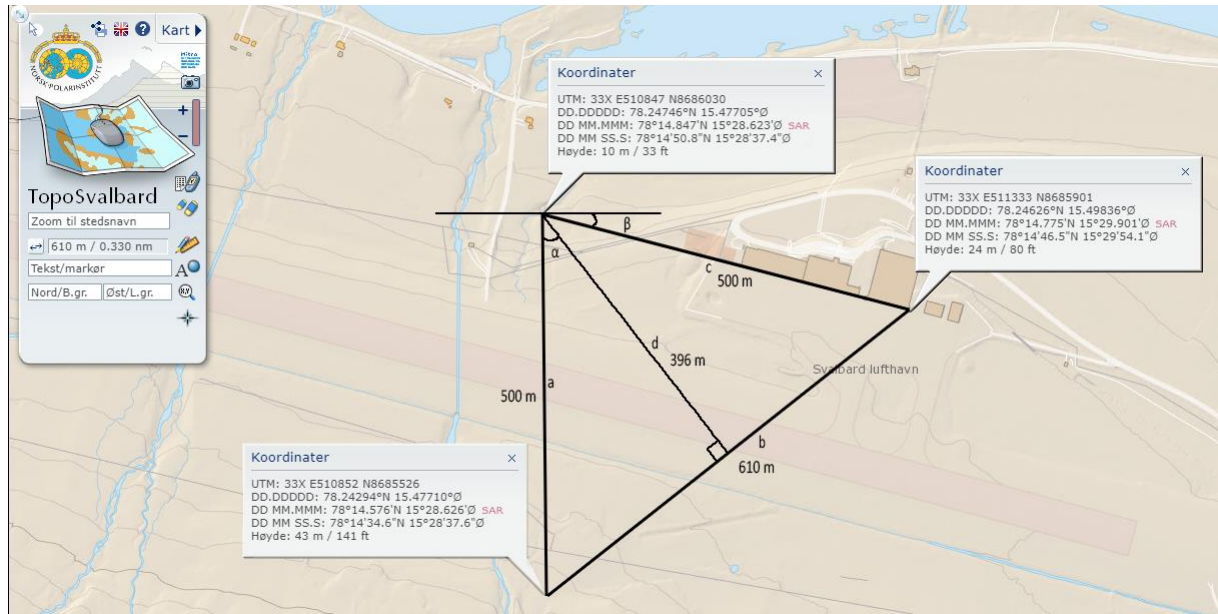 Kart
NORSK-POLARINSTITUTT
TopoSvalbard
Zoom til stedsnavn
610 m / 0.330 nm
Tekst/markør
A
Nord/B.gr.
Øst/L.gr.
Koordinater ×
UTM: 33X E510847 N8686030
DD.DDDDD: 78.24746°N 15.47705°Ø
DD MM.MMM: 78°14.847'N 15°28.623'Ø SAR
DD MM SS.S: 78°14'50.8"N 15°28'37.4"Ø
Høyde: 10 m / 33 ft
Koordinater ×
UTM: 33X E511333 N8685901
DD.DDDDD: 78.24626°N 15.49836°Ø
DD MM.MMM: 78°14.775'N 15°29.901'Ø SAR
DD MM SS.S: 78°14'46.5"N 15°29'54.1"Ø
Høyde: 24 m / 80 ft
β
α
c
500 m
d
396 m
Svalbard lufthavn
a
500 m
b
610 m
Koordinater ×
UTM: 33X E510852 N8685526
DD.DDDDD: 78.24294°N 15.47710°Ø
DD MM.MMM: 78°14.576'N 15°28.626'Ø SAR
DD MM SS.S: 78°14'34.6"N 15°28'37.6"Ø
Høyde: 43 m / 141 ft